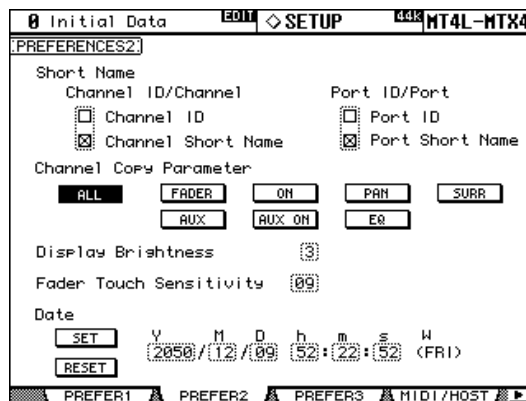 0 Initial Data EDIT ◇SETUP 44k MT4L-MTX4
PREFERENCES2
Short Name
Channel ID/Channel Port ID/Port
Channel ID Port ID
Channel Short Name Port Short Name
Channel Copy Parameter
ALL FADER ON PAN SURR
AUX AUX ON EQ
Display Brightness 3
Fader Touch Sensitivity 09
Date
Y M D h m s W
SET 2050/12/09 52:22:52 (FRI)
RESET
PREFER1 PREFER2 PREFER3 MIDI/HOST